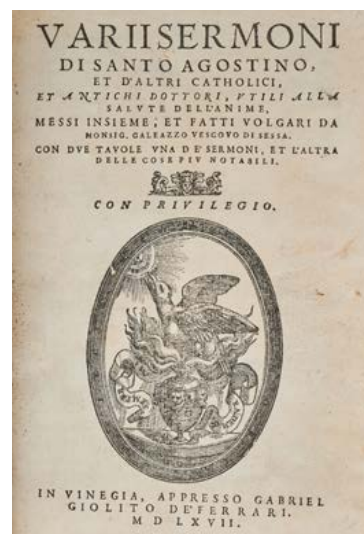 VARII SERMONI
DI SANTO AGOSTINO,
ET D'ALTRI CATHOLICI,
ET ANTICHI DOTTORI, VTILI ALLA
SALVTE DELL'ANIME,
MESSI INSIEME, ET FATTI VOLGARI DA
MONSIG. GALEAZZO VESCOVO DI SESSA.
CON DVE TAVOLE VNA DE' SERMONI, ET L'ALTRA
DELLE COSE PIV NOTABILI.
CON PRIVILEGIO.
IN VINEGIA, APPRESSO GABRIEL
GIOLITO DE' FERRARI.
M D LXVII.